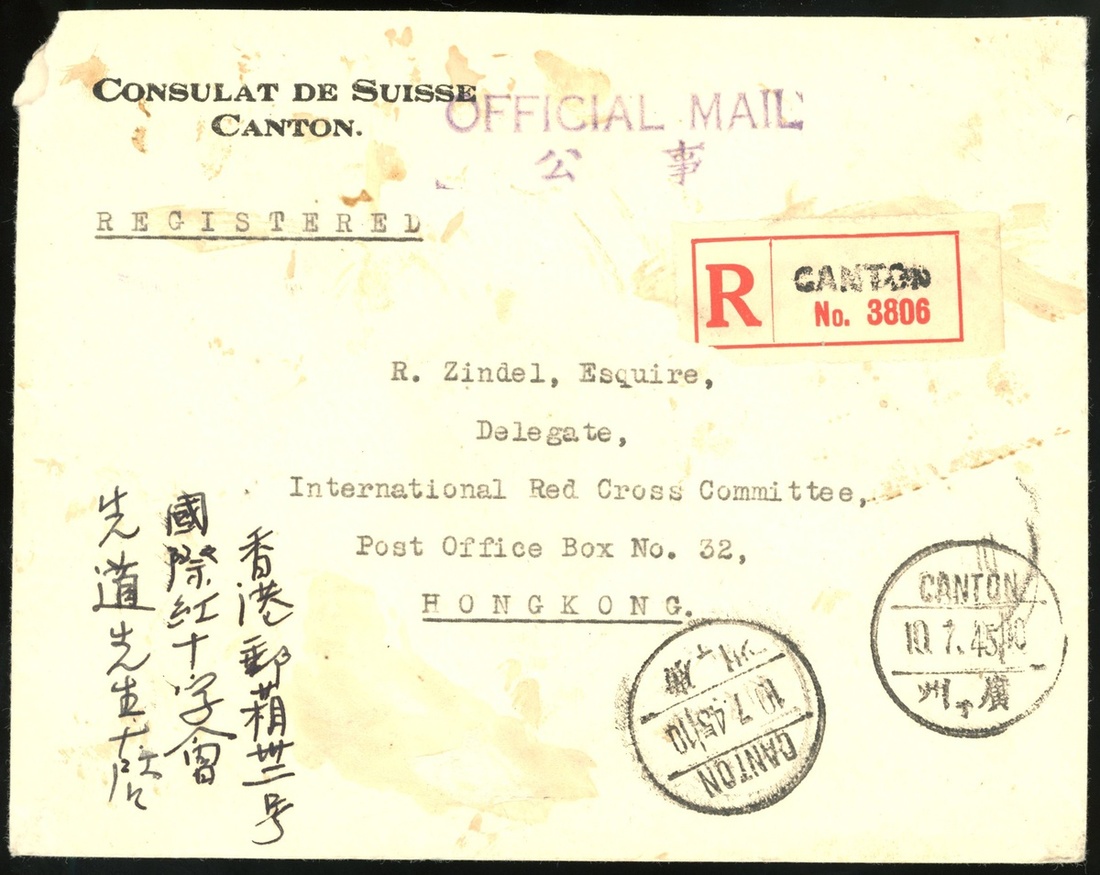 CONSULAT DE SUISSE
CANTON.
OFFICIAL MAIL
公 事
REGISTERED
R
CANTON
No. 3806
R. Zindel, Esquire,
Delegate,
International Red Cross Committee,
Post Office Box No. 32,
HONGKONG.
香港郵箱卅二号
國際紅十字會
先道先生大啓
CANTON
10.7.45
州 廣
CANTON
10.7.45 10
州 廣